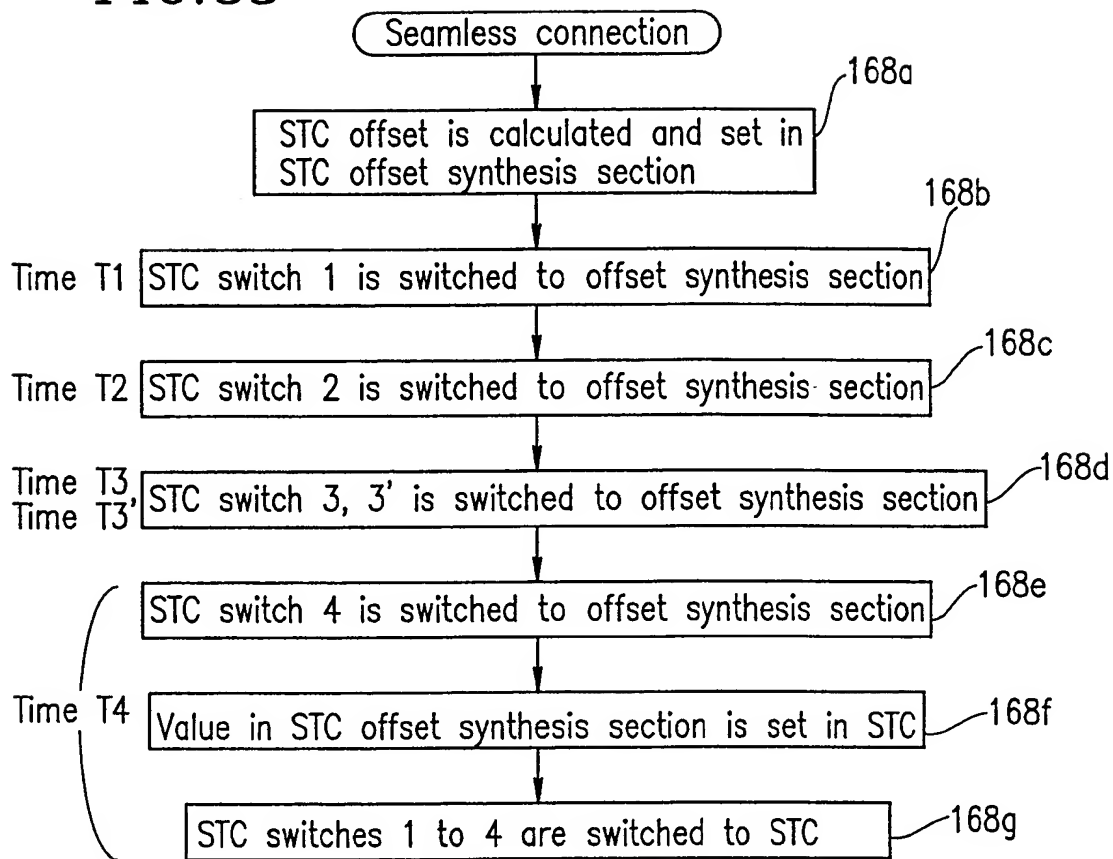 Seamless connection
168a
STC offset is calculated and set in
STC offset synthesis section
168b
Time T1 STC switch 1 is switched to offset synthesis section
168c
Time T2 STC switch 2 is switched to offset synthesis section
168d
Time T3,
Time T3'
STC switch 3, 3' is switched to offset synthesis section
168e
STC switch 4 is switched to offset synthesis section
Time T4
Value in STC offset synthesis section is set in STC
168f
STC switches 1 to 4 are switched to STC
168g